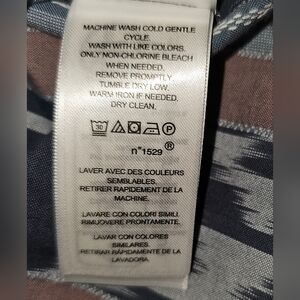 MACHINE WASH COLD GENTLE
CYCLE.
WASH WITH LIKE COLORS.
ONLY NON-CHLORINE BLEACH
WHEN NEEDED.
REMOVE PROMPTLY.
TUMBLE DRY LOW.
WARM IRON IF NEEDED.
DRY CLEAN.
30 P
n°1529 ®
LAVER AVEC DES COULEURS
SEMBLABLES.
RETIRER RAPIDEMENT DE LA
MACHINE.
LAVARE CON COLORI SIMILI.
RIMUOVERE PRONTAMENTE.
LAVAR CON COLORES
SIMILARES.
RETIRAR RÁPIDAMENTE DE LA
LAVADORA.